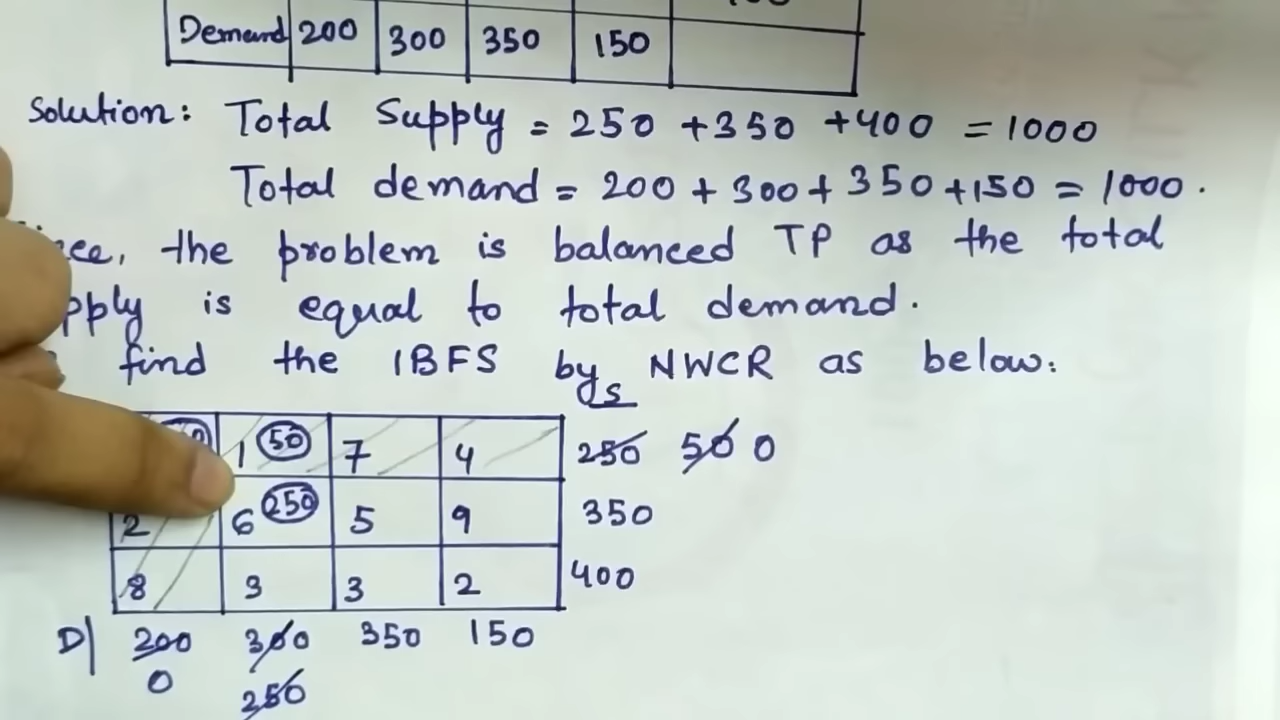 Demand 200 300 350 150
Solution: Total Supply = 250 + 350 + 400 = 1000
Total demand = 200 + 300 + 350 + 150 = 1000.
the problem is balanced TP as the total
is equal to total demand.
find the IBFS by NWCR as below:
S
1 50 7 4 250 50 0
2 6 250 5 9 350
8 3 3 2 400
D) 200 300 350 150
0 250